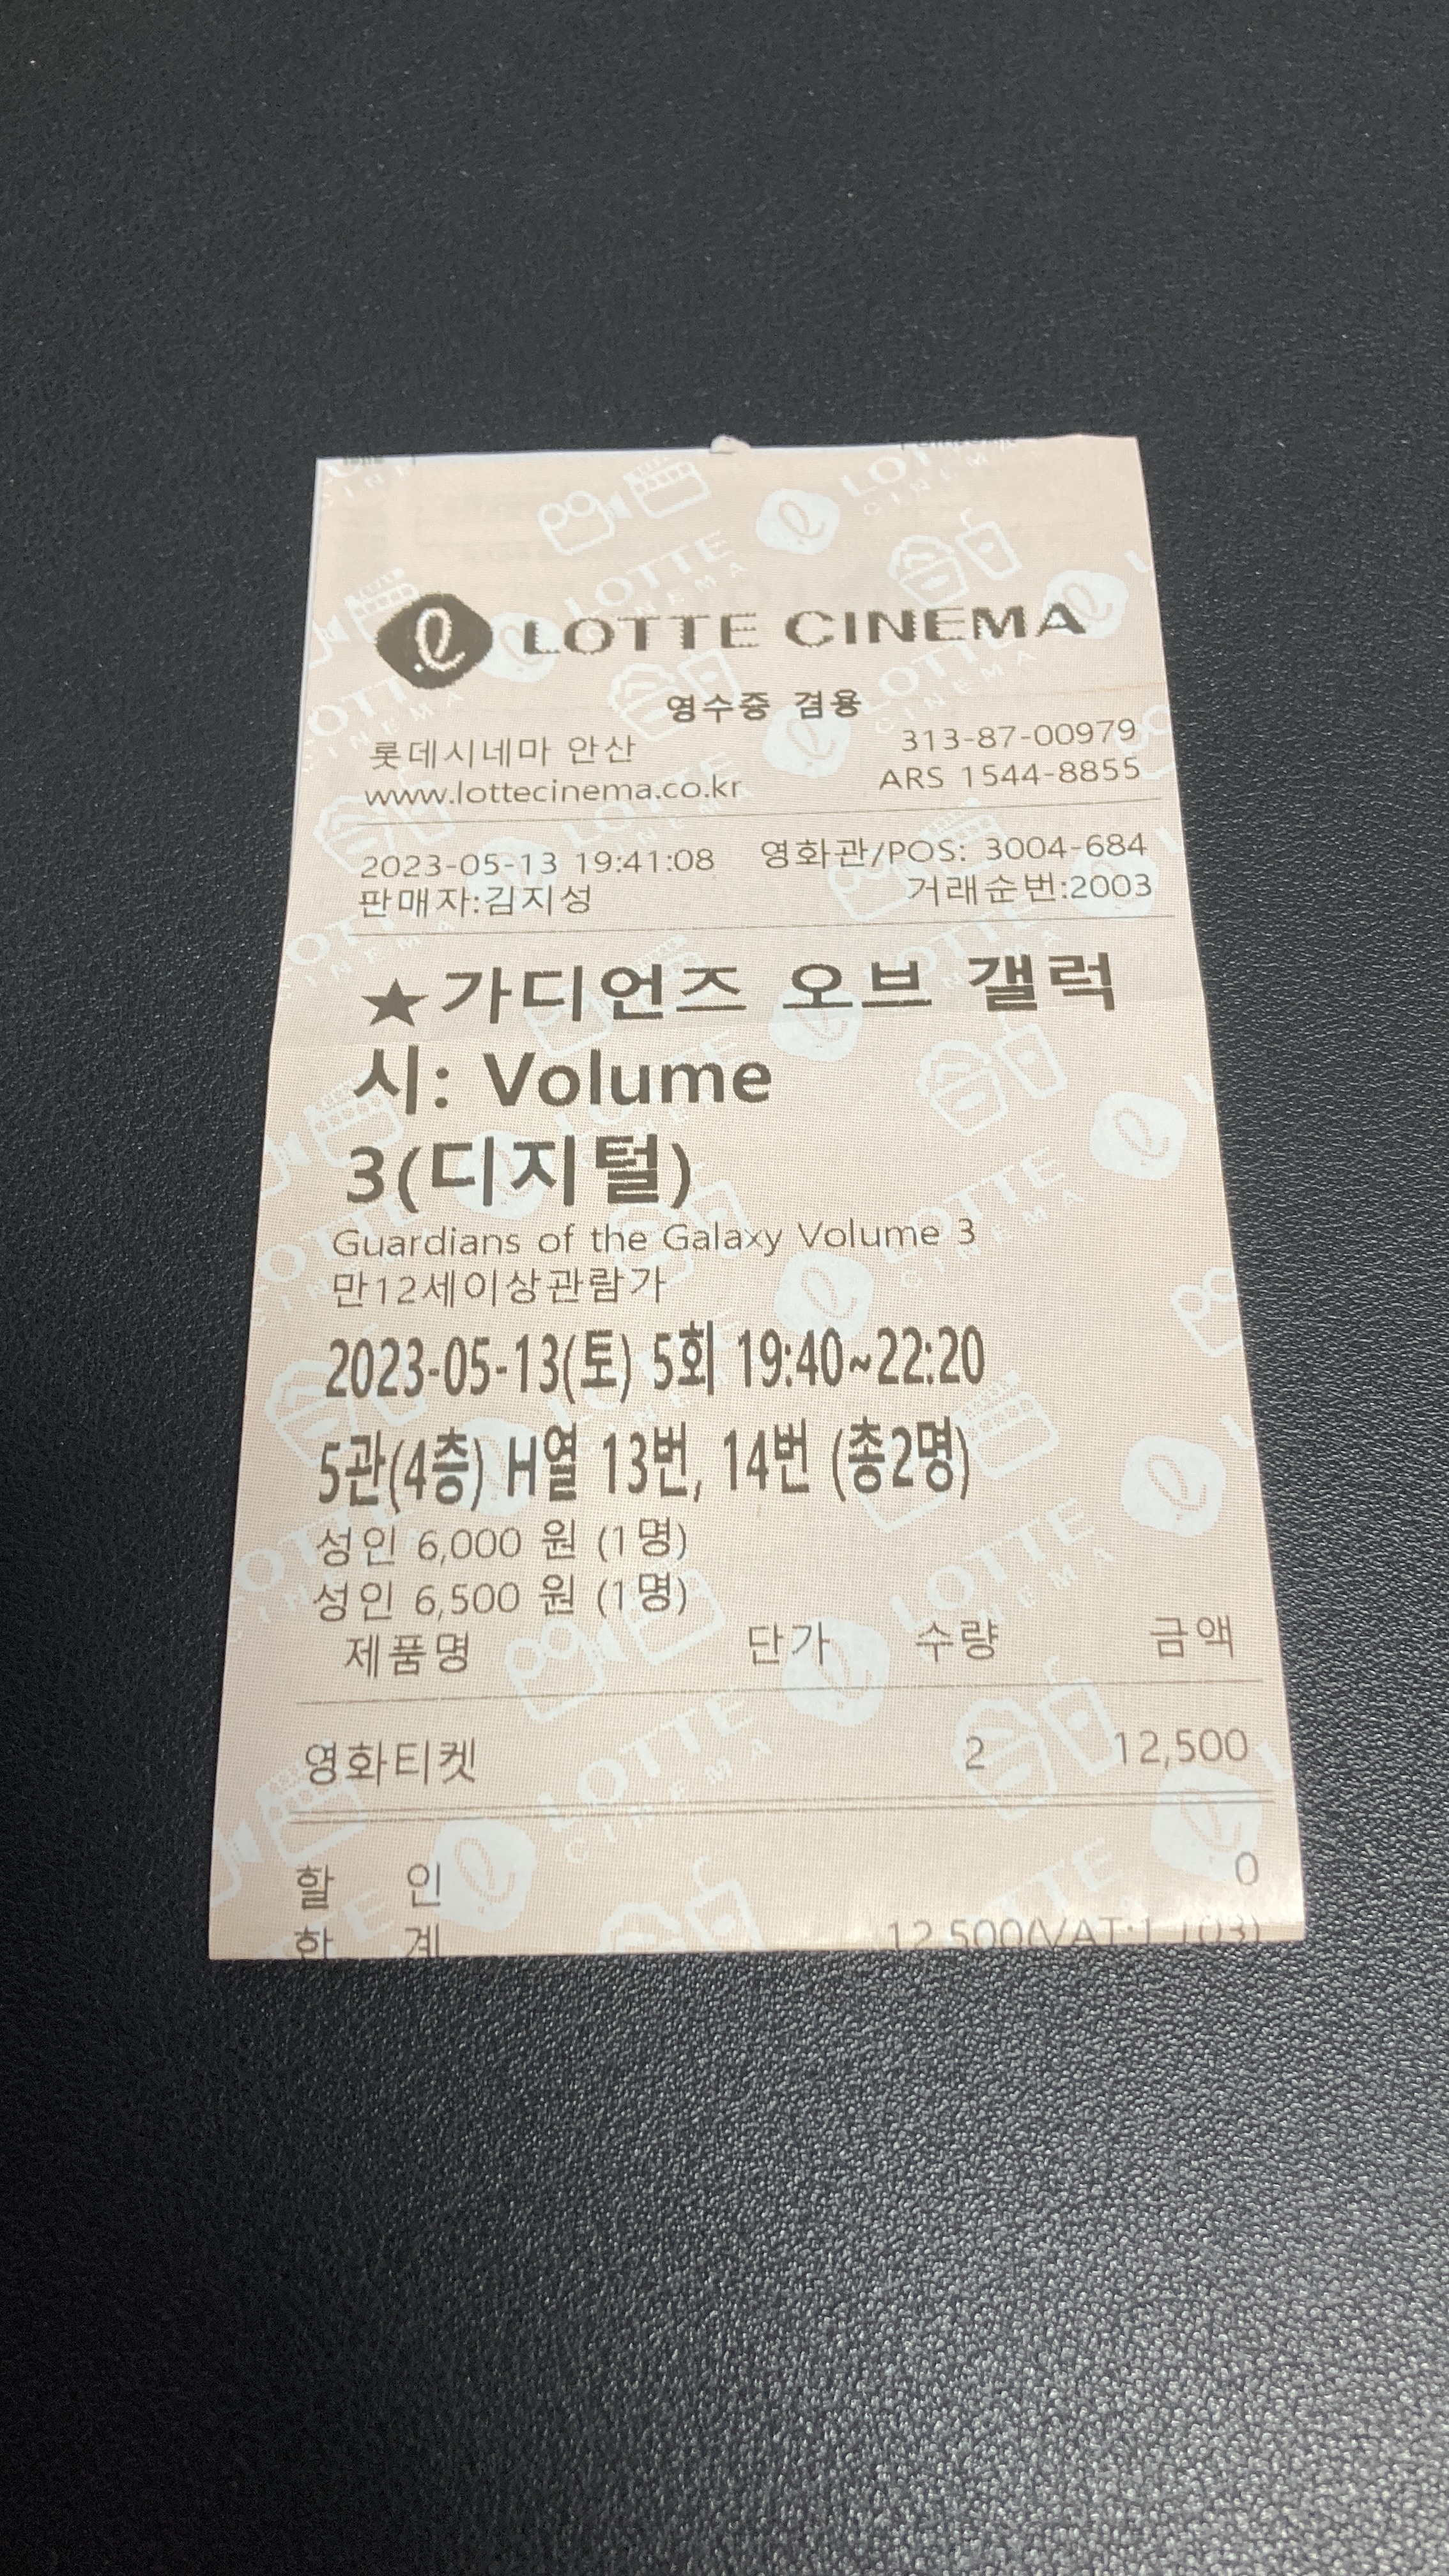 LOTTE CINEMA
영수증 겸용
롯데시네마 안산 313-87-00979
www.lottecinema.co.kr ARS 1544-8855
2023-05-13 19:41:08 영화관/POS: 3004-684
판매자:김지성 거래순번:2003
★가디언즈 오브 갤럭
시: Volume
3(디지털)
Guardians of the Galaxy Volume 3
만12세이상관람가
2023-05-13(토) 5회 19:40~22:20
5관(4층) H열 13번, 14번 (총2명)
성인 6,000 원 (1명)
성인 6,500 원 (1명)
제품명 단가 수량 금액
영화티켓 2 12,500
할 인 0
합 계 12,500(VAT:1,103)